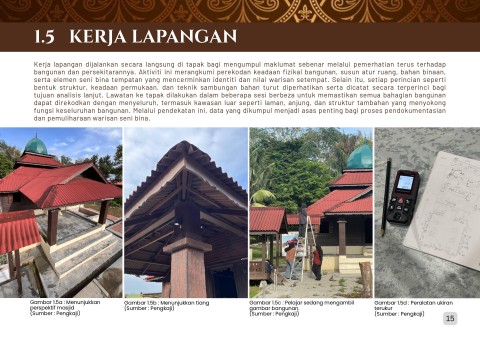 1.5 KERJA LAPANGAN
Kerja lapangan dijalankan secara langsung di tapak bagi mengumpul maklumat sebenar melalui pemerhatian terus terhadap
bangunan dan persekitarannya. Aktiviti ini merangkumi perekodan keadaan fizikal bangunan, susun atur ruang, bahan binaan,
serta elemen seni bina tempatan yang mencerminkan identiti dan nilai warisan setempat. Selain itu, setiap perincian seperti
bentuk struktur, keadaan permukaan, dan teknik sambungan bahan turut diperhatikan serta dicatat secara terperinci bagi
tujuan analisis lanjut. Lawatan ke tapak dilakukan dalam beberapa sesi berbeza untuk memastikan semua bahagian bangunan
dapat direkodkan dengan menyeluruh, termasuk kawasan luar seperti laman, anjung, dan struktur tambahan yang menyokong
fungsi keseluruhan bangunan. Melalui pendekatan ini, data yang dikumpul menjadi asas penting bagi proses pendokumentasian
dan pemuliharaan warisan seni bina.
Gambar 1.5a : Menunjukkan
perspektif masjid
(Sumber : Pengkaji)
Gambar 1.5b : Menunjukkan tiang
(Sumber : Pengkaji)
Gambar 1.5c : Pelajar sedang mengambil
gambar bangunan.
(Sumber : Pengkaji)
Gambar 1.5d : Peralatan ukiran
terukur
(Sumber : Pengkaji)
15